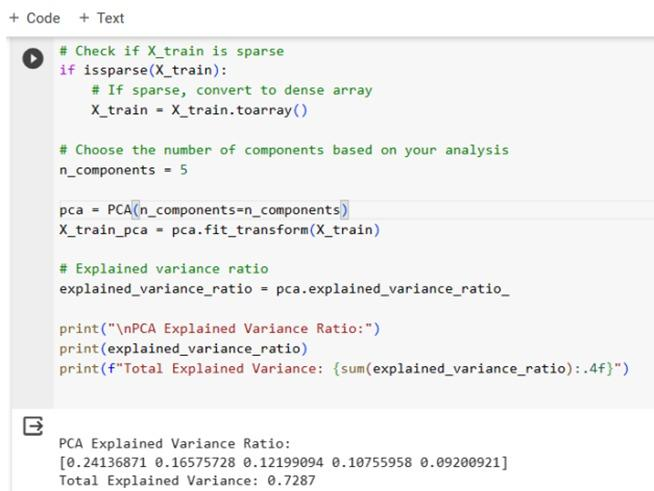 + Code + Text
# Check if X_train is sparse
if issparse(X_train):
    # If sparse, convert to dense array
    X_train = X_train.toarray()
# Choose the number of components based on your analysis
n_components = 5
pca = PCA(n_components=n_components)
X_train_pca = pca.fit_transform(X_train)
# Explained variance ratio
explained_variance_ratio = pca.explained_variance_ratio_
print("\nPCA Explained Variance Ratio:")
print(explained_variance_ratio)
print(f"Total Explained Variance: {sum(explained_variance_ratio):.4f}")
PCA Explained Variance Ratio:
[0.24136871 0.16575728 0.12199094 0.10755958 0.09200921]
Total Explained Variance: 0.7287